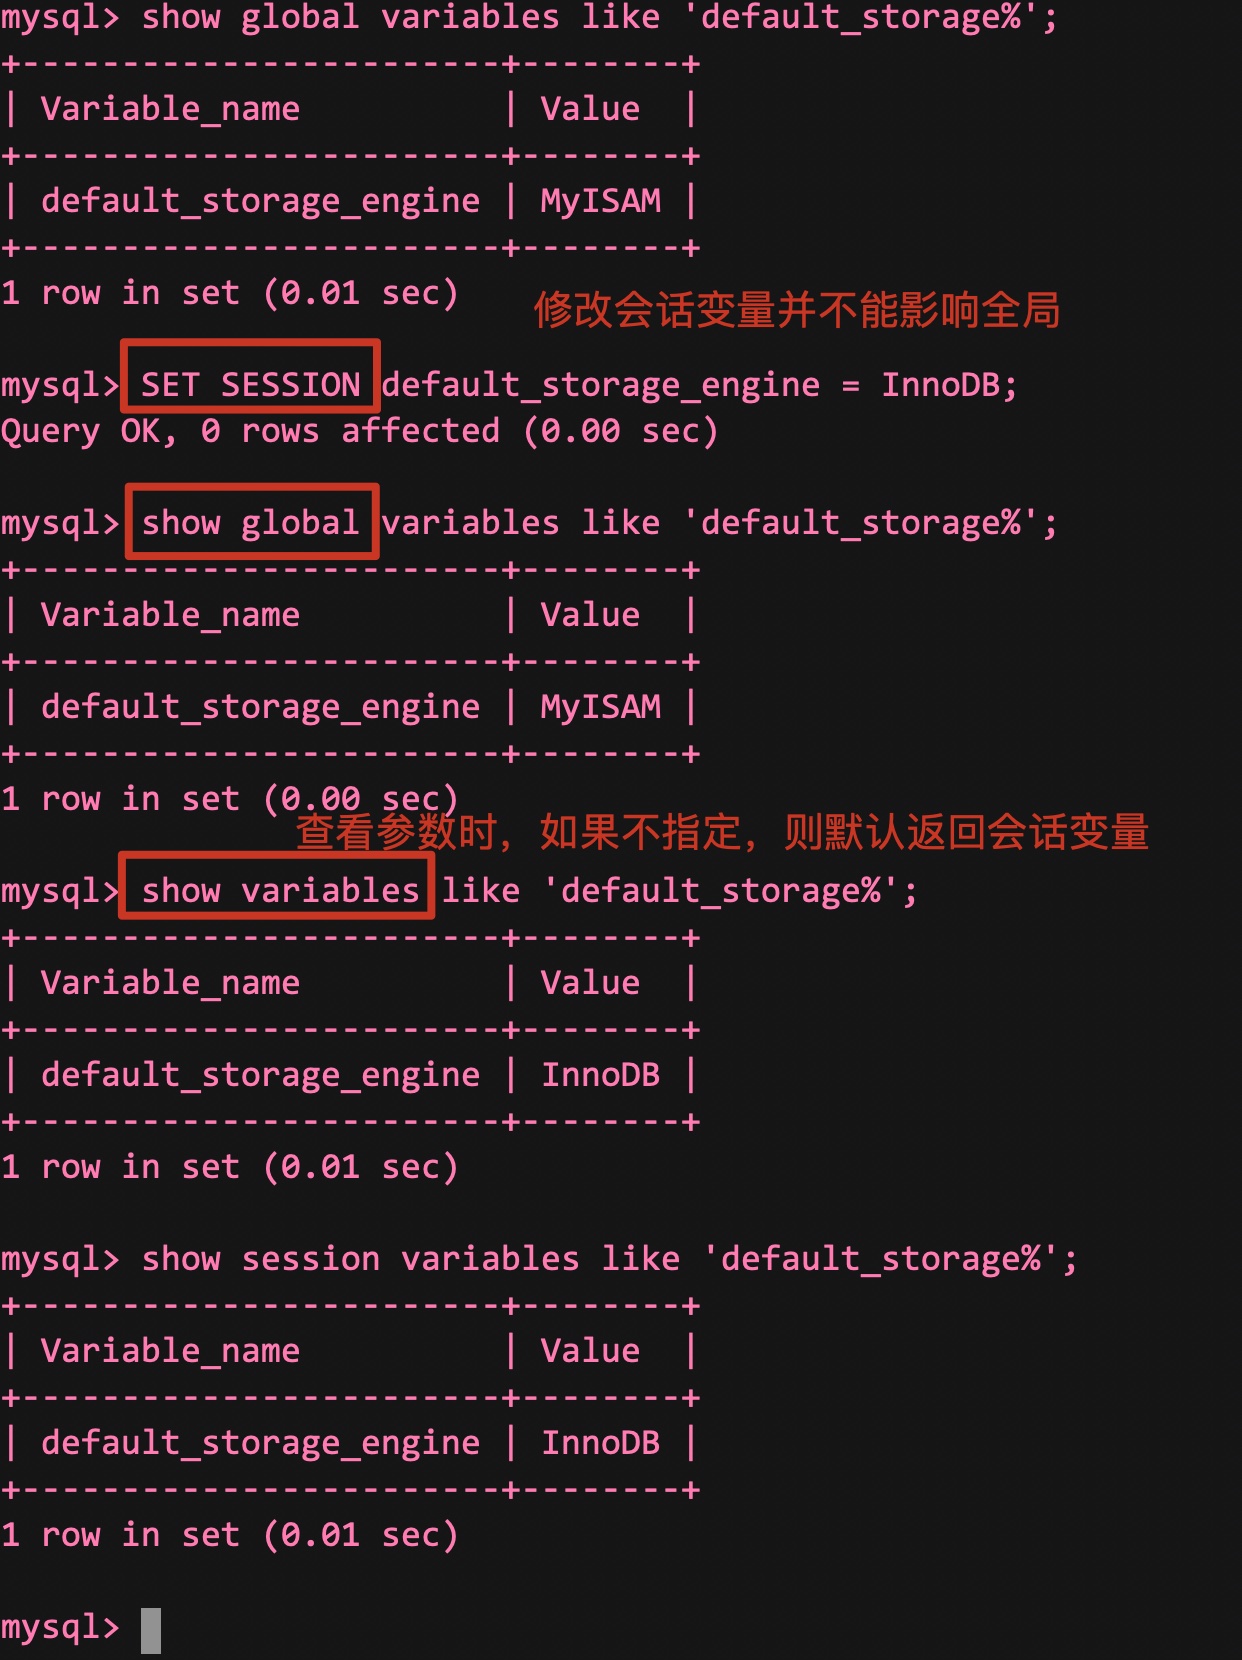 mysql> show global variables like 'default_storage%';
+-----------------------+--------+
| Variable_name         | Value  |
+-----------------------+--------+
| default_storage_engine | MyISAM |
+-----------------------+--------+
1 row in set (0.01 sec)
修改会话变量并不能影响全局
mysql> SET SESSION default_storage_engine = InnoDB;
Query OK, 0 rows affected (0.00 sec)
mysql> show global variables like 'default_storage%';
+------------------------+--------+
| Variable_name          | Value  |
+------------------------+--------+
| default_storage_engine | MyISAM |
+------------------------+--------+
1 row in set (0.00 sec)
查看参数时，如果不指定，则默认返回会话变量
mysql> show variables like 'default_storage%';
+------------------------+--------+
| Variable_name          | Value  |
+------------------------+--------+
| default_storage_engine | InnoDB |
+------------------------+--------+
1 row in set (0.01 sec)
mysql> show session variables like 'default_storage%';
+------------------------+--------+
| Variable_name          | Value  |
+------------------------+--------+
| default_storage_engine | InnoDB |
+------------------------+--------+
1 row in set (0.01 sec)
mysql>